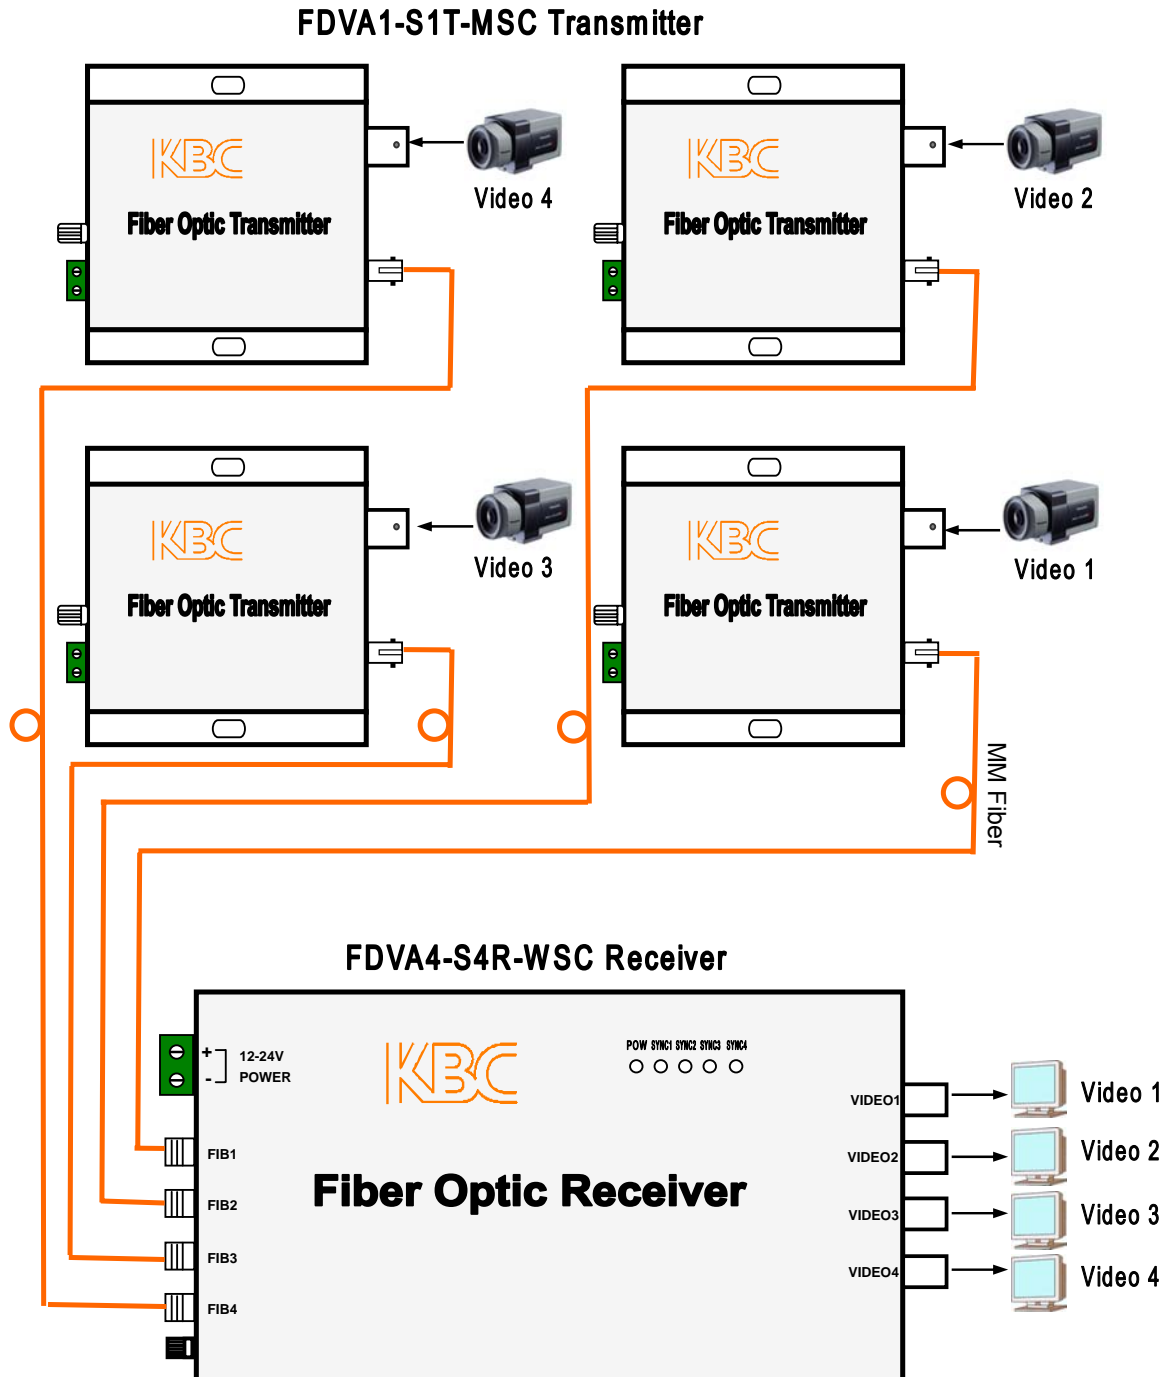 FDVA1-S1T-MSC Transmitter
KBC
Fiber Optic Transmitter
Video 4
KBC
Fiber Optic Transmitter
Video 2
KBC
Fiber Optic Transmitter
Video 3
KBC
Fiber Optic Transmitter
Video 1
MM Fiber
FDVA4-S4R-WSC Receiver
+ 12-24V
- POWER
KBC
POW SYNC1 SYNC2 SYNC3 SYNC4
FIB1
FIB2
FIB3
FIB4
Fiber Optic Receiver
VIDEO1
VIDEO2
VIDEO3
VIDEO4
Video 1
Video 2
Video 3
Video 4